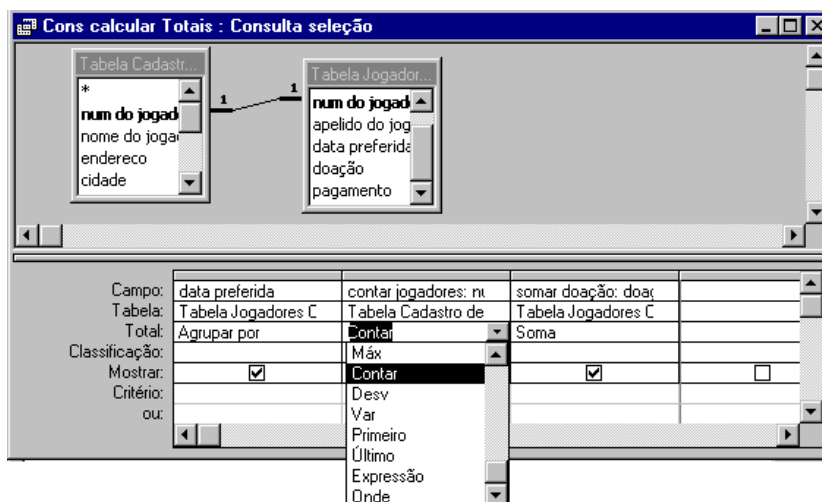 Cons calcular Totais : Consulta seleção
Tabela Cadastr...
*
num do jogad
nome do joga
endereco
cidade
1
1
Tabela Jogador...
num do jogad
apelido do jog
data preferida
doação
pagamento
Campo: data preferida contar jogadores: nu somar doação: doaç
Tabela: Tabela Jogadores C Tabela Cadastro de Tabela Jogadores C
Total: Agrupar por Contar Soma
Classificação: Máx
Mostrar: Contar
Critério: Desv
ou: Var
Primeiro
Último
Expressão
Onde